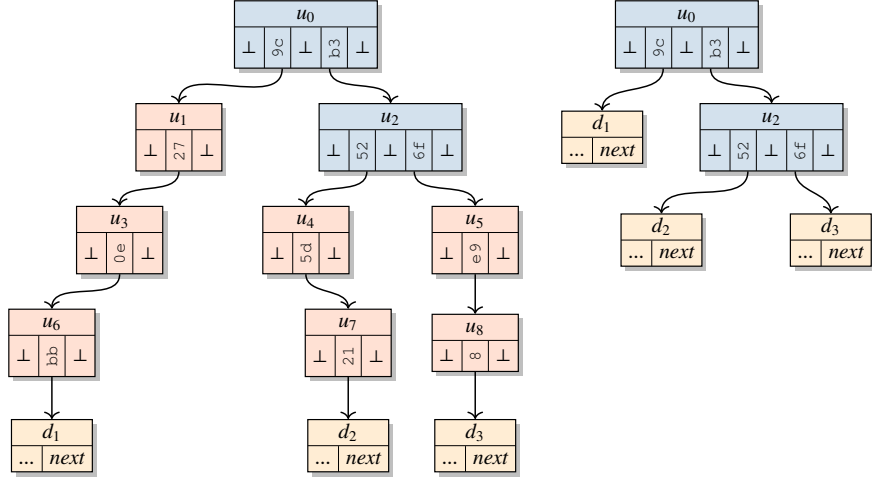 u₀
⊥ 9c ⊥ b3 ⊥
u₁
⊥ 27 ⊥
u₂
⊥ 52 ⊥ 6f ⊥
u₃
⊥ 0e ⊥
u₄
⊥ 5d ⊥
u₅
⊥ e9 ⊥
u₆
⊥ bb ⊥
u₇
⊥ 21 ⊥
u₈
⊥ 8 ⊥
d₁
... next
d₂
... next
d₃
... next
u₀
⊥ 9c ⊥ b3 ⊥
d₁
... next
u₂
⊥ 52 ⊥ 6f ⊥
d₂
... next
d₃
... next